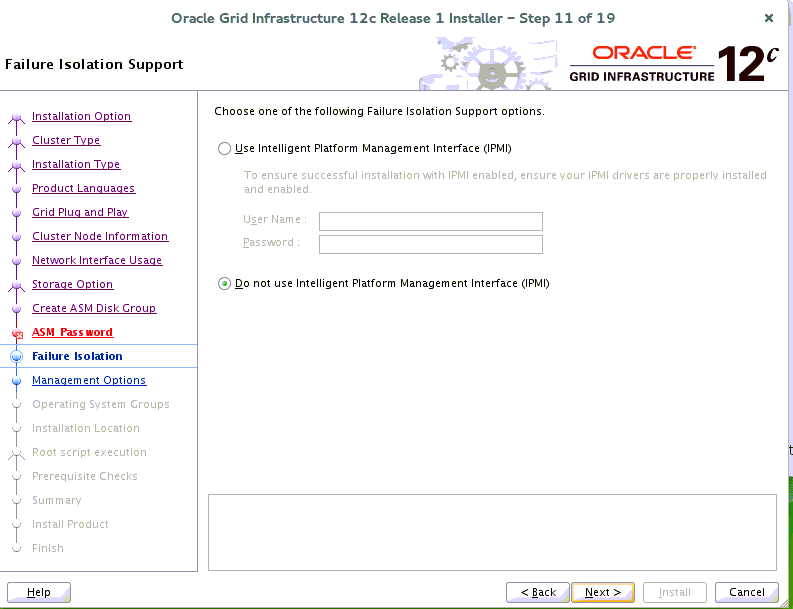 Oracle Grid Infrastructure 12c Release 1 Installer - Step 11 of 19
Failure Isolation Support
ORACLE
GRID INFRASTRUCTURE
12c
Installation Option
Cluster Type
Installation Type
Product Languages
Grid Plug and Play
Cluster Node Information
Network Interface Usage
Storage Option
Create ASM Disk Group
ASM Password
Failure Isolation
Management Options
Operating System Groups
Installation Location
Root script execution
Prerequisite Checks
Summary
Install Product
Finish
Choose one of the following Failure Isolation Support options.
Use Intelligent Platform Management Interface (IPMI)
To ensure successful installation with IPMI enabled, ensure your IPMI drivers are properly installed
and enabled.
User Name :
Password :
Do not use Intelligent Platform Management Interface (IPMI)
Help
< Back
Next >
Install
Cancel